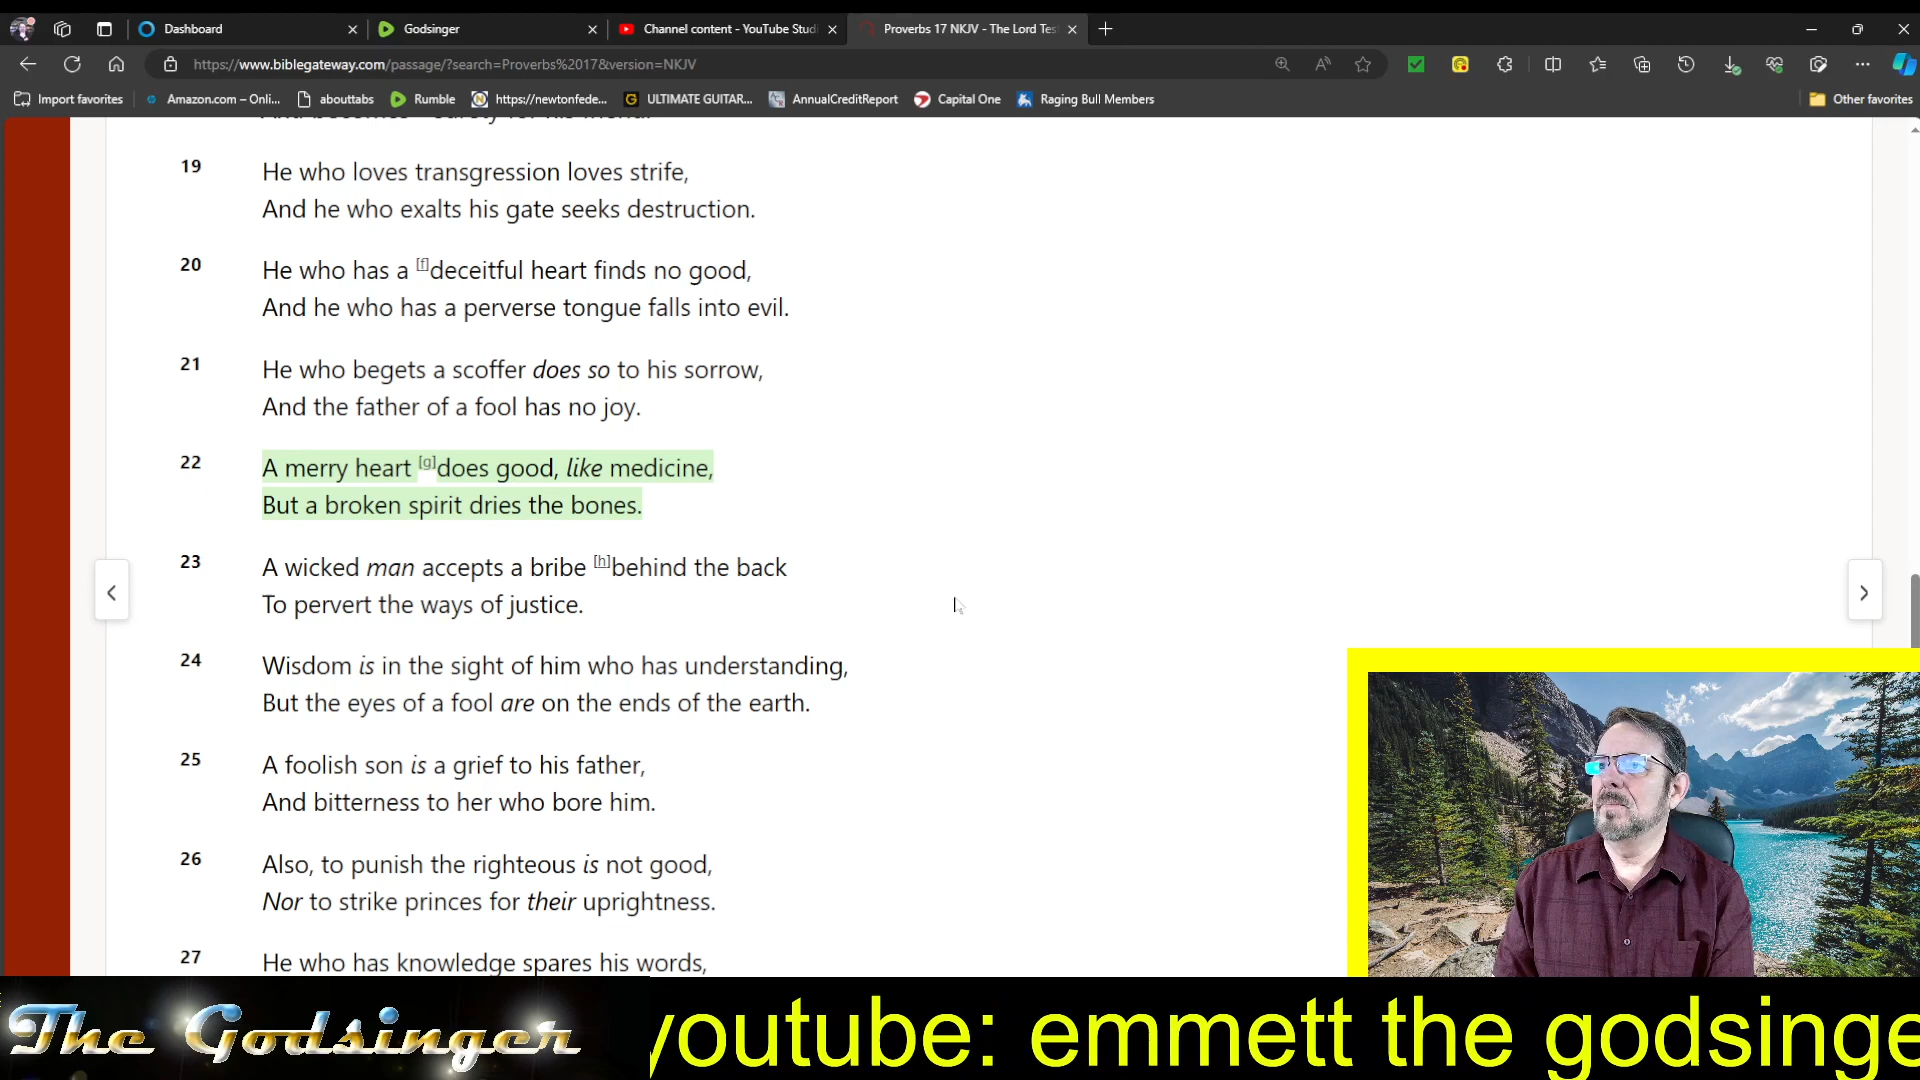 Dashboard
Godsinger
Channel content - YouTube Studi
Proverbs 17 NKJV - The Lord Tes
https://www.biblegateway.com/passage/?search=Proverbs%2017&version=NKJV
Import favorites
Amazon.com – Onli...
abouttabs
Rumble
https://newtonfede...
ULTIMATE GUITAR...
AnnualCreditReport
Capital One
Raging Bull Members
Other favorites
19 He who loves transgression loves strife,
And he who exalts his gate seeks destruction.
20 He who has a [f]deceitful heart finds no good,
And he who has a perverse tongue falls into evil.
21 He who begets a scoffer does so to his sorrow,
And the father of a fool has no joy.
22 A merry heart [g]does good, like medicine,
But a broken spirit dries the bones.
23 A wicked man accepts a bribe [h]behind the back
To pervert the ways of justice.
24 Wisdom is in the sight of him who has understanding,
But the eyes of a fool are on the ends of the earth.
25 A foolish son is a grief to his father,
And bitterness to her who bore him.
26 Also, to punish the righteous is not good,
Nor to strike princes for their uprightness.
27 He who has knowledge spares his words,
The Godsinger
youtube: emmett the godsinge